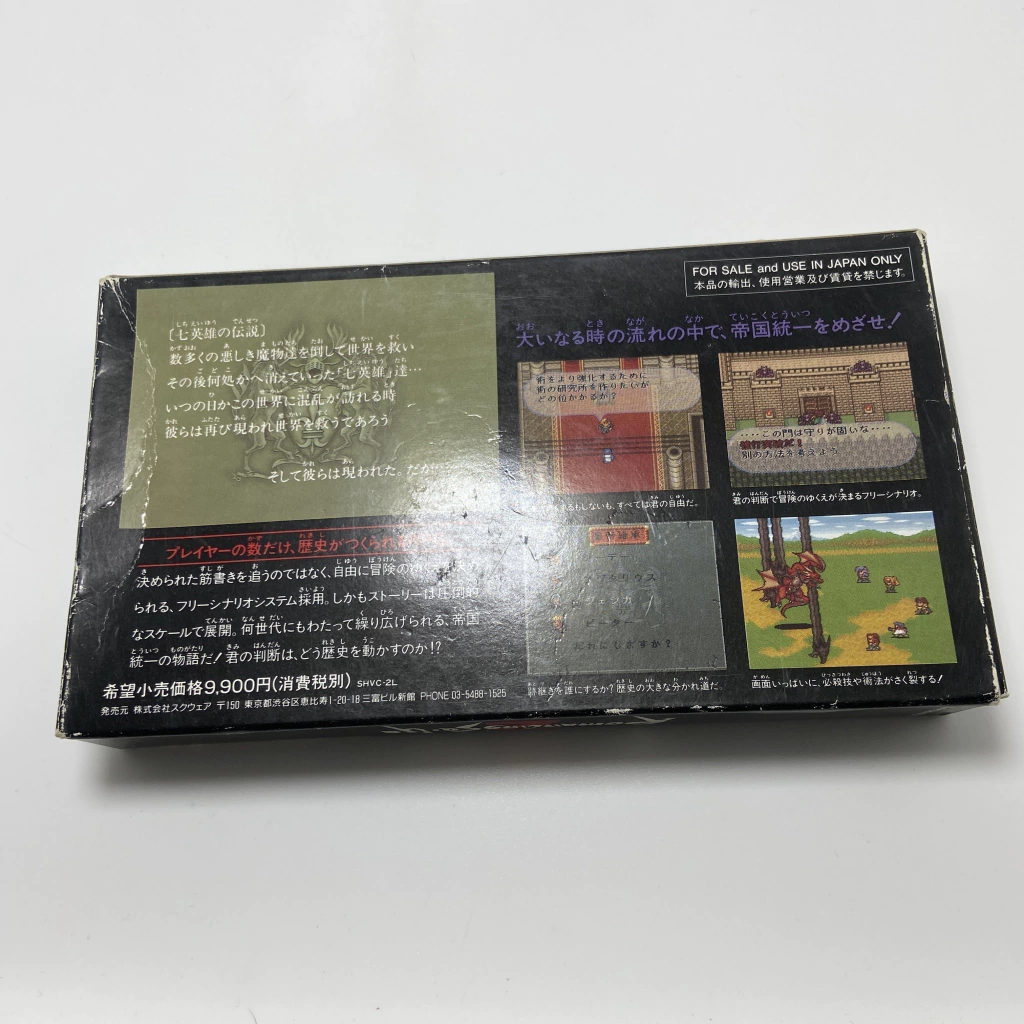 FOR SALE and USE IN JAPAN ONLY
本品の輸出、使用営業及び賃貸を禁じます。
[七英雄の伝説]
数多くの悪しき魔物達を倒して世界を救い
その後何処かへ消えていった「七英雄」達…
いつの日かこの世界に混乱が訪れる時
彼らは再び現われ世界を救うであろう
そして彼らは現われた。だが…
大いなる時の流れの中で、帝国統一をめざせ!
術をより強化するために
術の研究所を作りたいが
どの位かかるか?
するもしないも、すべては君の自由だ。
‥‥この門は守りが固いな‥‥
強行突破だ!
別の方法を考えよう
君の判断で冒険のゆくえが決まるフリーシナリオ。
プレイヤーの数だけ、歴史がつくられ
決められた筋書きを追うのではなく、自由に冒険のゆく
られる、フリーシナリオシステム採用。しかもストーリーは圧倒的
なスケールで展開。何世代にもわたって繰り広げられる、帝国
統一の物語だ!君の判断は、どう歴史を動かすのか!?
ピーター
だれにしますか?
跡継ぎを誰にするか?歴史の大きな分かれ道だ。
画面いっぱいに、必殺技や術法がさく裂する!
希望小売価格9,900円(消費税別) SHVC-2L
発売元 株式会社スクウェア 〒150 東京都渋谷区恵比寿1-20-18 三富ビル新館 PHONE 03-5488-1525